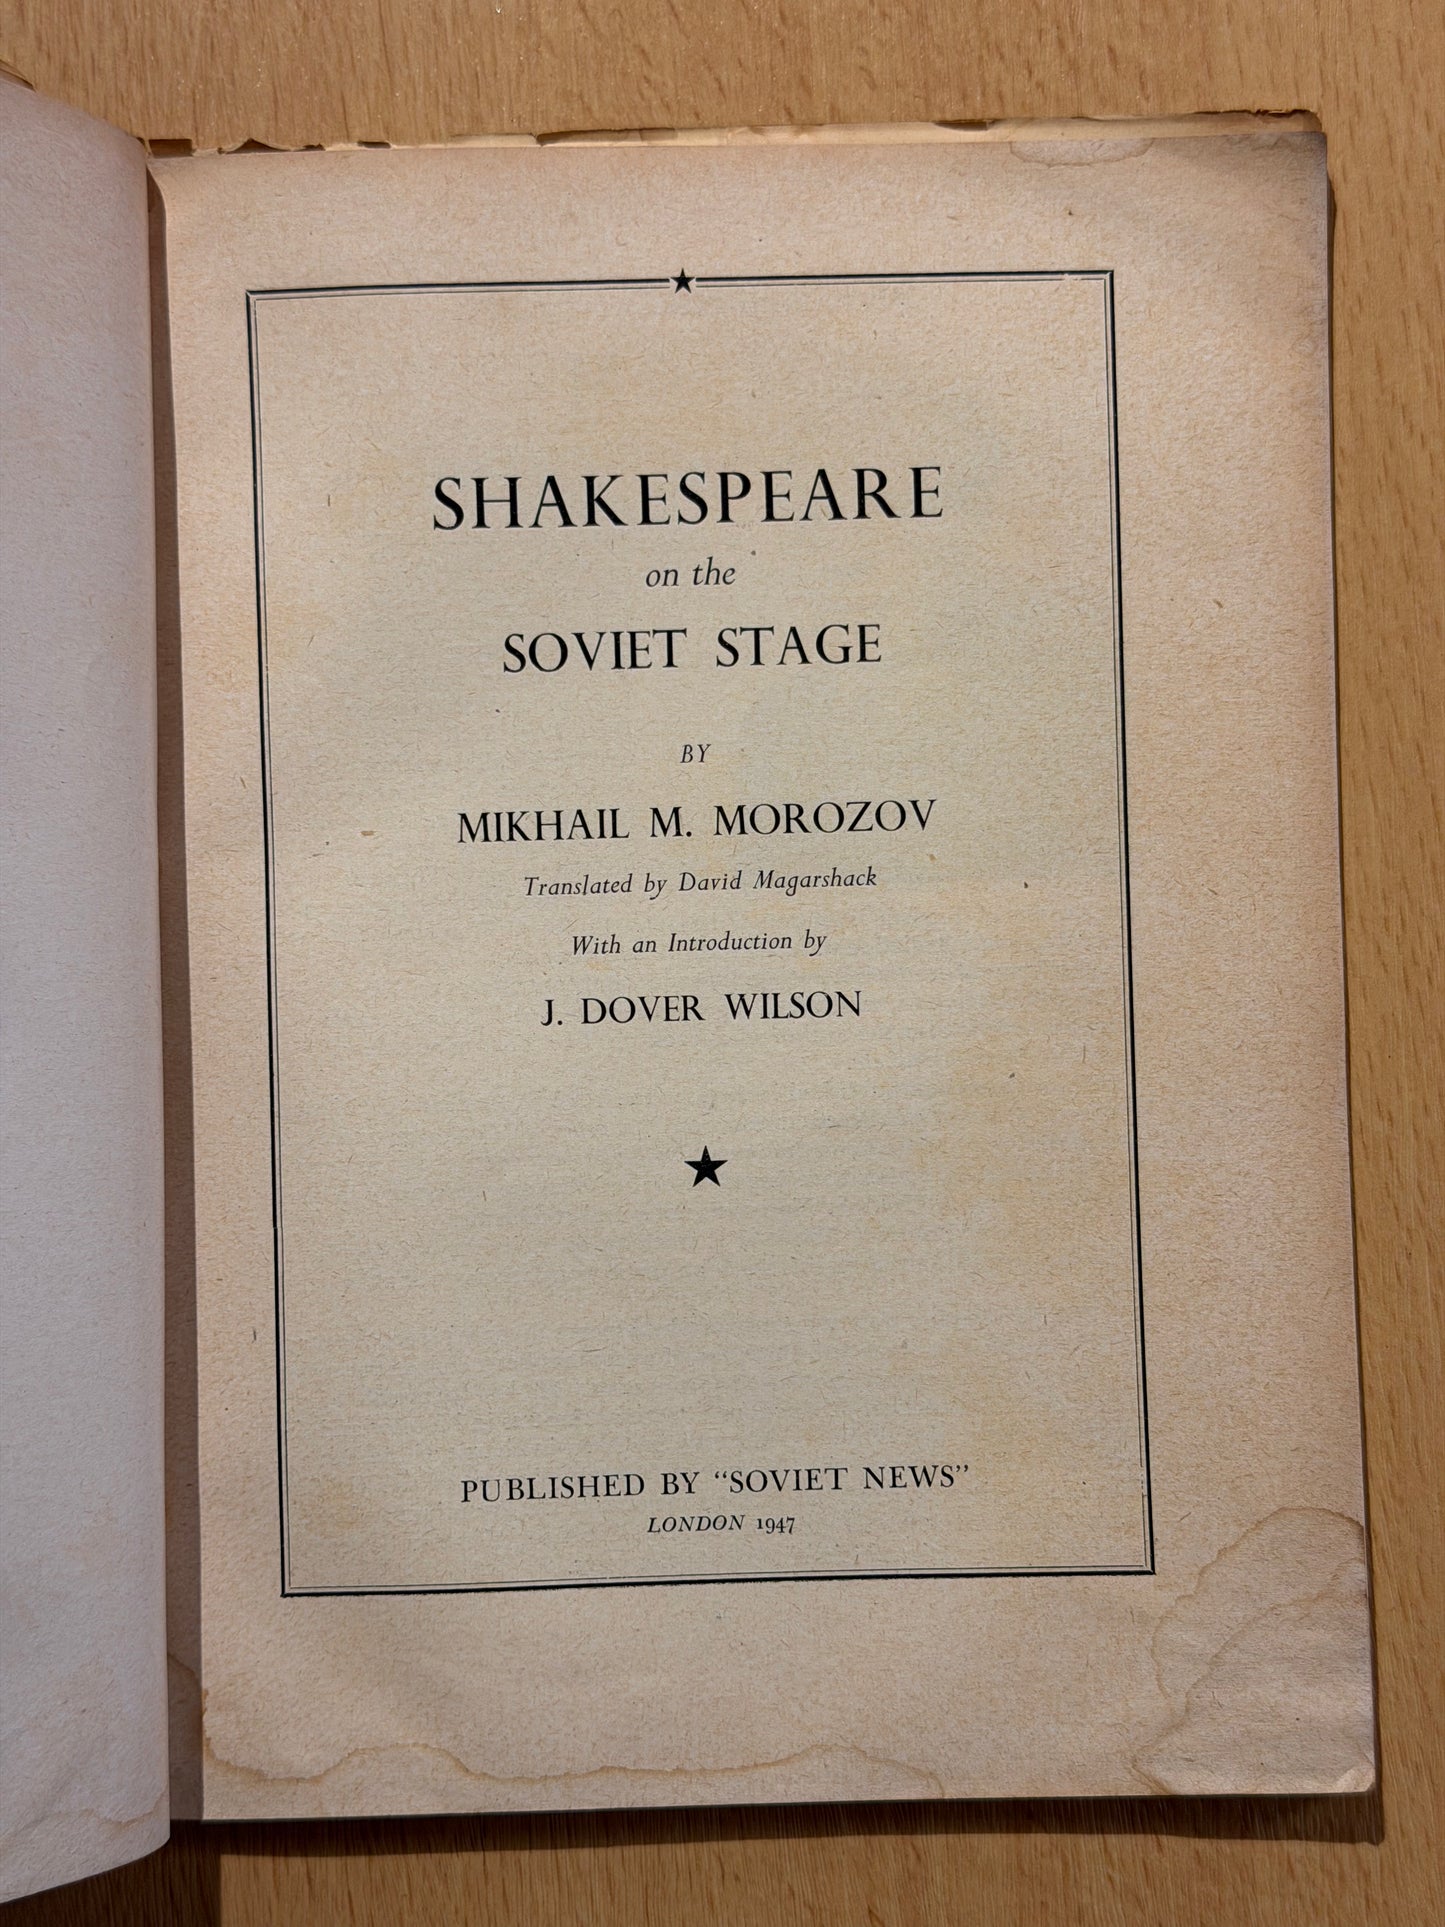 SHAKESPEARE
on the
SOVIET STAGE
BY
MIKHAIL M. MOROZOV
Translated by David Magarshack
With an Introduction by
J. DOVER WILSON
PUBLISHED BY “SOVIET NEWS”
LONDON 1947